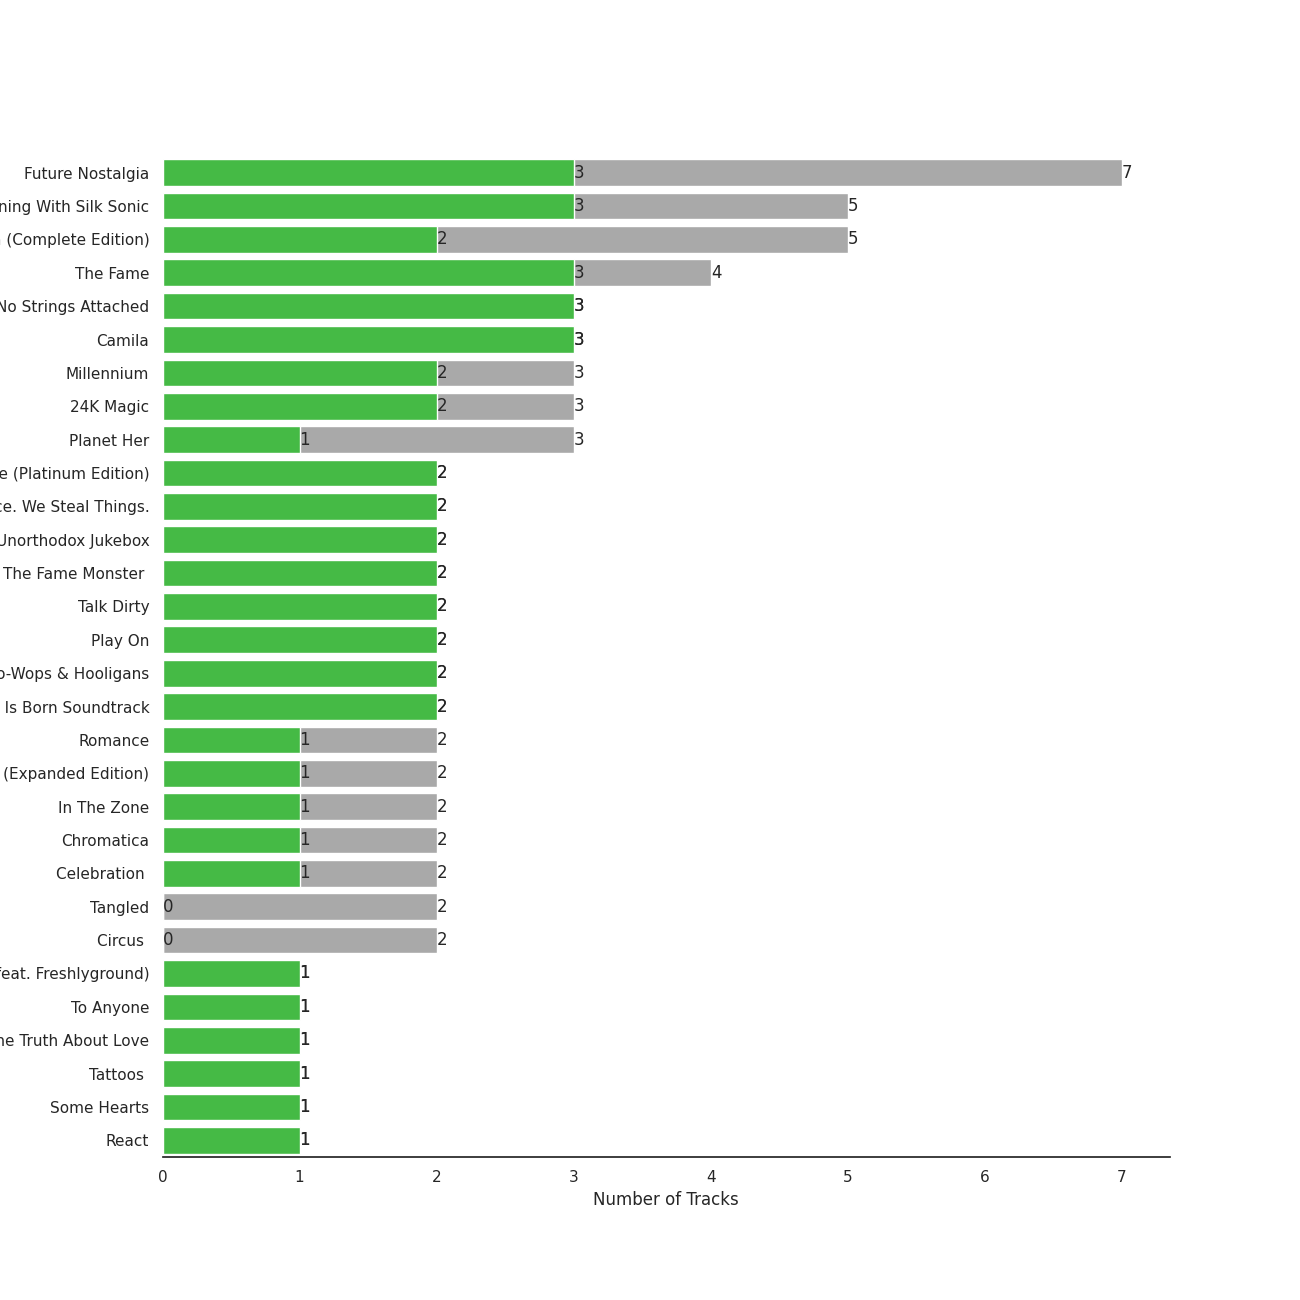 Future Nostalgia 3 7
ning With Silk Sonic 3 5
(Complete Edition) 2 5
The Fame 3 4
No Strings Attached 3
Camila 3
Millennium 2 3
24K Magic 2 3
Planet Her 1 3
e (Platinum Edition) 2
ce. We Steal Things. 2
Unorthodox Jukebox 2
The Fame Monster 2
Talk Dirty 2
Play On 2
o-Wops & Hooligans 2
Is Born Soundtrack 2
Romance 1 2
(Expanded Edition) 1 2
In The Zone 1 2
Chromatica 1 2
Celebration 1 2
Tangled 0 2
Circus 0 2
feat. Freshlyground) 1
To Anyone 1
he Truth About Love 1
Tattoos 1
Some Hearts 1
React 1
0 1 2 3 4 5 6 7
Number of Tracks